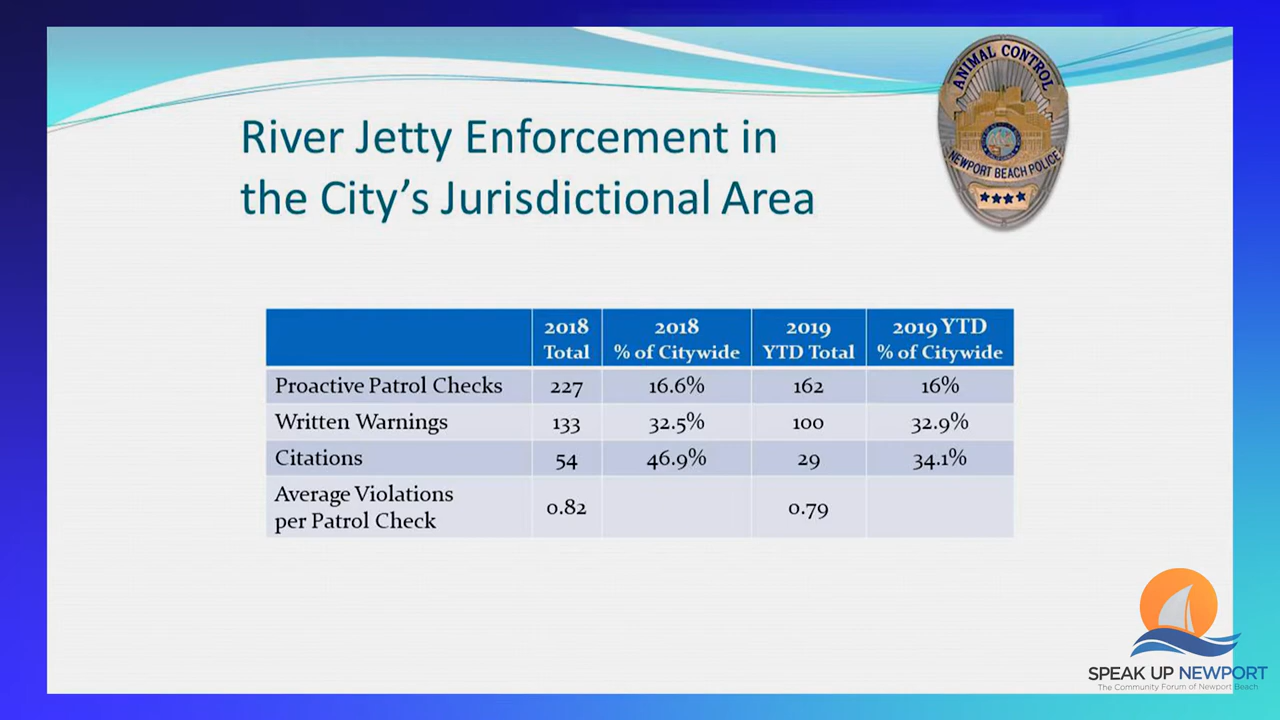 ANIMAL CONTROL
NEWPORT BEACH POLICE
River Jetty Enforcement in
the City's Jurisdictional Area
2018 2018 2019 2019 YTD
Total % of Citywide YTD Total % of Citywide
Proactive Patrol Checks 227 16.6% 162 16%
Written Warnings 133 32.5% 100 32.9%
Citations 54 46.9% 29 34.1%
Average Violations
per Patrol Check 0.82 0.79
SPEAK UP NEWPORT
The Community Forum of Newport Beach